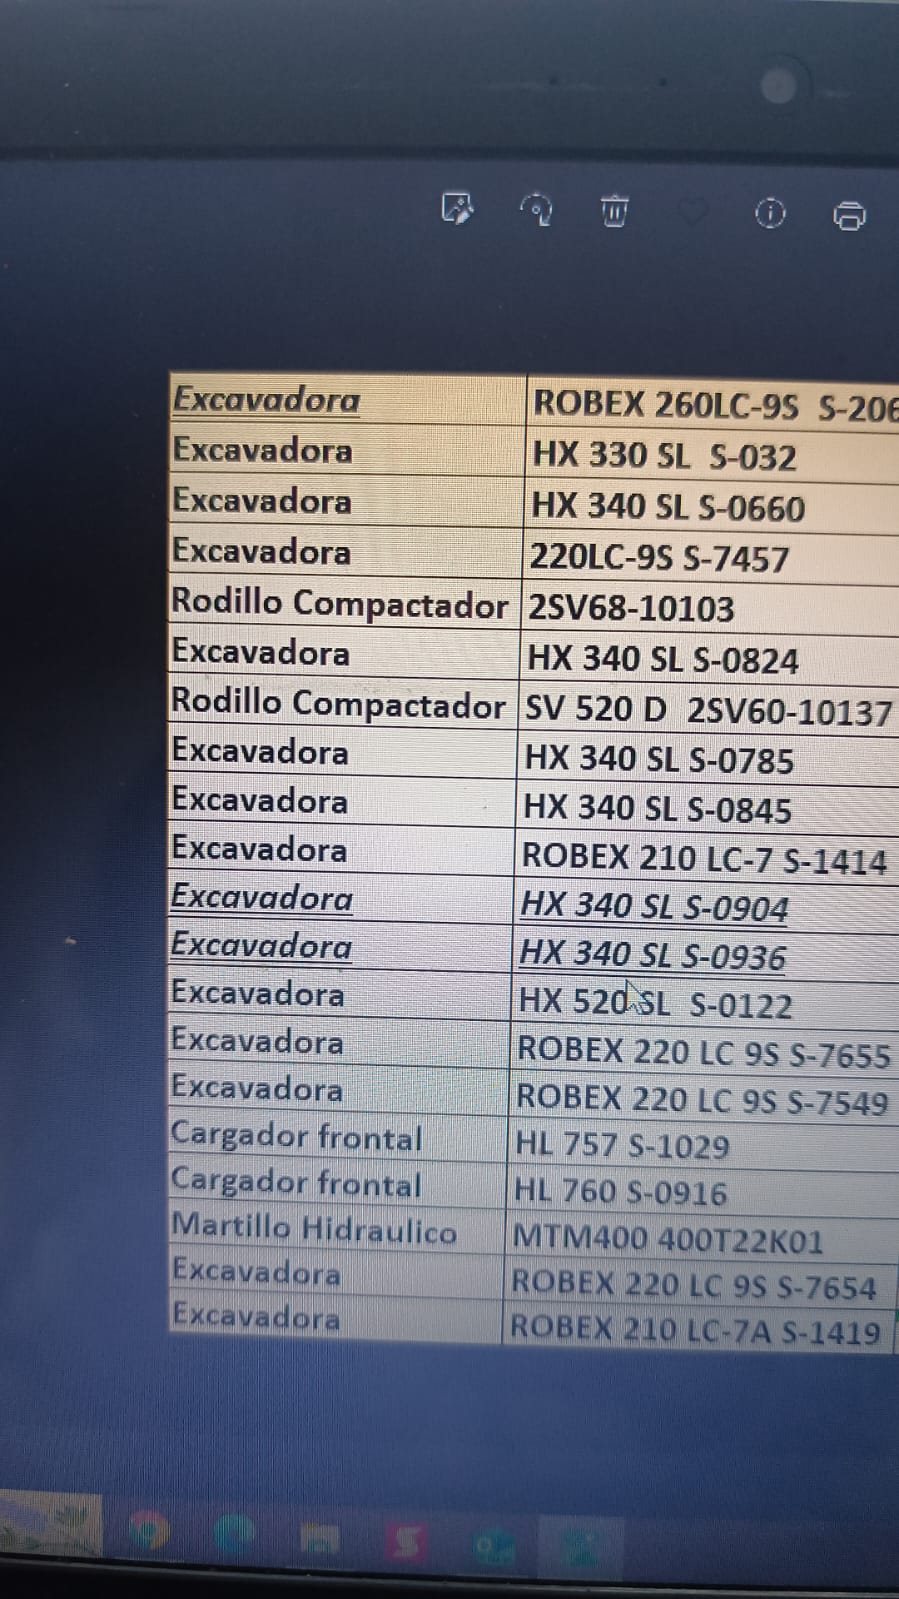 Excavadora ROBEX 260LC-9S S-206
Excavadora HX 330 SL S-032
Excavadora HX 340 SL S-0660
Excavadora 220LC-9S S-7457
Rodillo Compactador 2SV68-10103
Excavadora HX 340 SL S-0824
Rodillo Compactador SV 520 D 2SV60-10137
Excavadora HX 340 SL S-0785
Excavadora HX 340 SL S-0845
Excavadora ROBEX 210 LC-7 S-1414
Excavadora HX 340 SL S-0904
Excavadora HX 340 SL S-0936
Excavadora HX 520 SL S-0122
Excavadora ROBEX 220 LC 9S S-7655
Excavadora ROBEX 220 LC 9S S-7549
Cargador frontal HL 757 S-1029
Cargador frontal HL 760 S-0916
Martillo Hidraulico MTM400 400T22K01
Excavadora ROBEX 220 LC 9S S-7654
Excavadora ROBEX 210 LC-7A S-1419